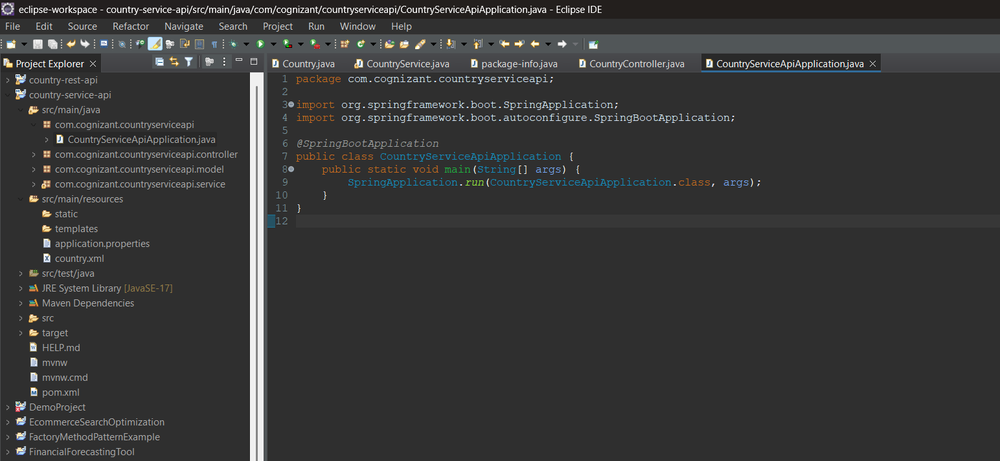 eclipse-workspace - country-service-api/src/main/java/com/cognizant/countryserviceapi/CountryServiceApiApplication.java - Eclipse IDE
File Edit Source Refactor Navigate Search Project Run Window Help
Project Explorer
country-rest-api
country-service-api
src/main/java
com.cognizant.countryserviceapi
CountryServiceApiApplication.java
com.cognizant.countryserviceapi.controller
com.cognizant.countryserviceapi.model
com.cognizant.countryserviceapi.service
src/main/resources
static
templates
application.properties
country.xml
src/test/java
JRE System Library [JavaSE-17]
Maven Dependencies
src
target
HELP.md
mvnw
mvnw.cmd
pom.xml
DemoProject
EcommerceSearchOptimization
FactoryMethodPatternExample
FinancialForecastingTool
Country.java CountryService.java package-info.java CountryController.java CountryServiceApiApplication.java
1 package com.cognizant.countryserviceapi;
2
3 import org.springframework.boot.SpringApplication;
4 import org.springframework.boot.autoconfigure.SpringBootApplication;
5
6 @SpringBootApplication
7 public class CountryServiceApiApplication {
8 public static void main(String[] args) {
9 SpringApplication.run(CountryServiceApiApplication.class, args);
10 }
11 }
12